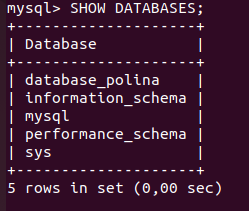 mysql> SHOW DATABASES;
+--------------------+
| Database           |
+--------------------+
| database_polina    |
| information_schema |
| mysql              |
| performance_schema |
| sys                |
+--------------------+
5 rows in set (0,00 sec)